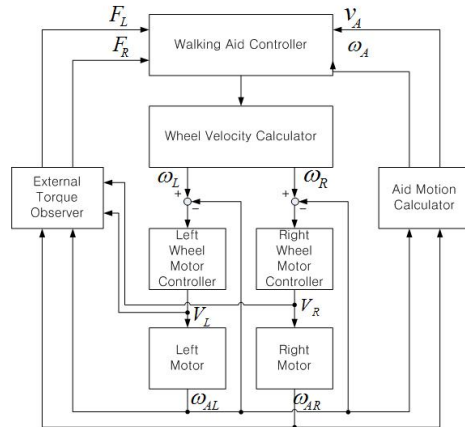 F_L
v_A
Walking Aid Controller
F_R
ω_A
Wheel Velocity Calculator
ω_L
ω_R
External
Torque
Observer
+
−
+
−
Aid Motion
Calculator
Left
Wheel
Motor
Controller
Right
Wheel
Motor
Controller
V_L
V_R
Left
Motor
Right
Motor
ω_AL
ω_AR